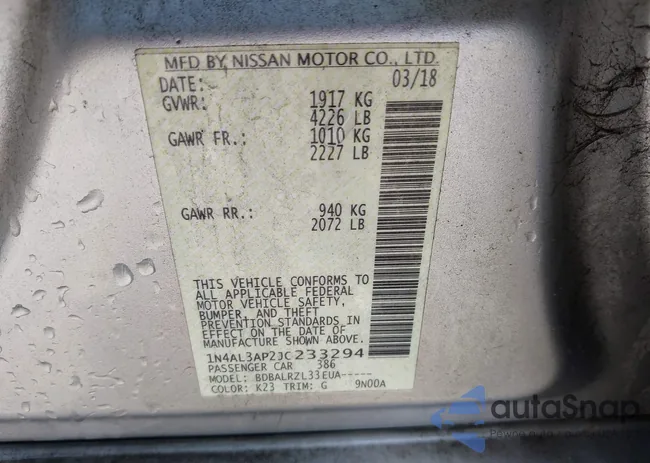 MFD BY NISSAN MOTOR CO., LTD.
DATE: 03/18
GVWR: 1917 KG
4226 LB
GAWR FR.: 1010 KG
2227 LB
GAWR RR.: 940 KG
2072 LB
THIS VEHICLE CONFORMS TO
ALL APPLICABLE FEDERAL
MOTOR VEHICLE SAFETY,
BUMPER, AND THEFT
PREVENTION STANDARDS IN
EFFECT ON THE DATE OF
MANUFACTURE SHOWN ABOVE.
1N4AL3AP2JC233294
PASSENGER CAR 386
MODEL: BDBALRZL33EUA-----
COLOR: K23 TRIM: G 9N00A
autoSnap
Powered by Auto